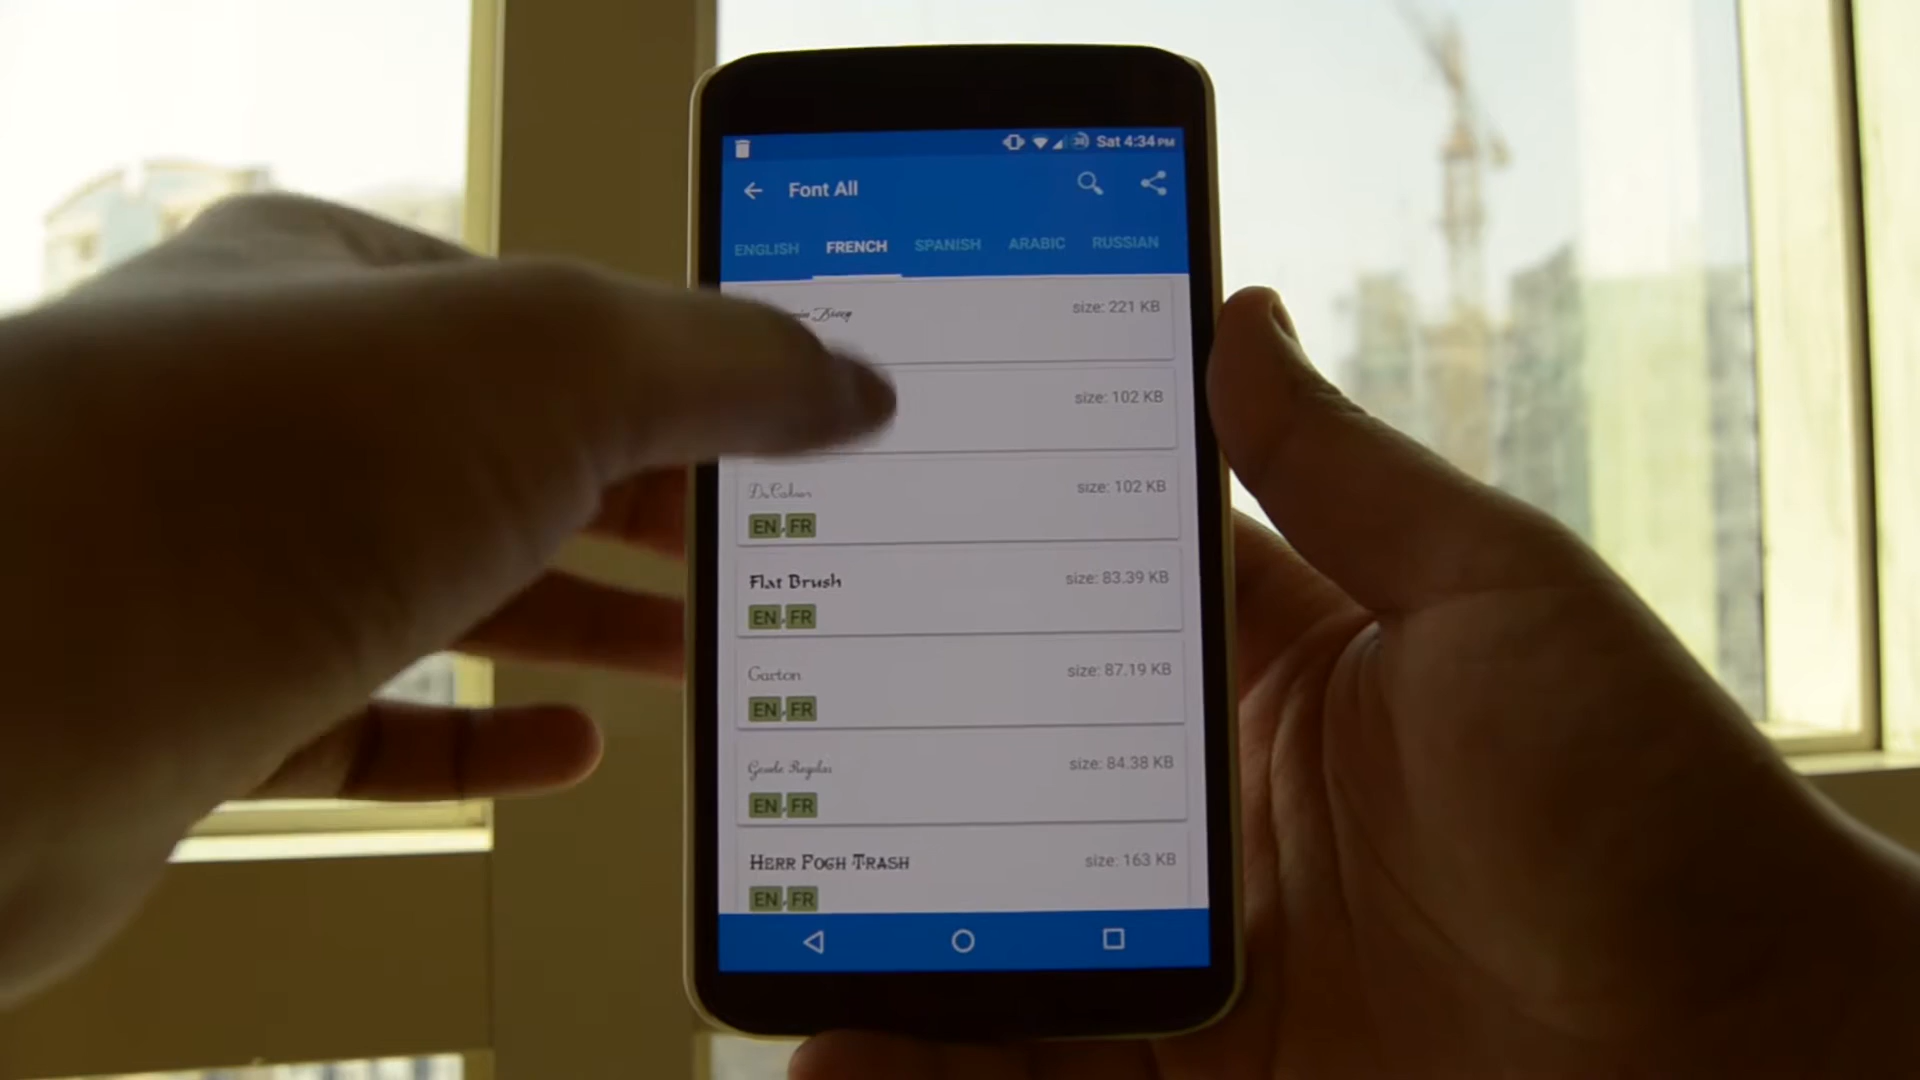 Sat 4:34 PM
Font All
ENGLISH FRENCH SPANISH ARABIC RUSSIAN
size: 221 KB
size: 102 KB
size: 102 KB
EN, FR
Flat Brush size: 83.39 KB
EN, FR
Garton size: 87.19 KB
EN, FR
size: 84.38 KB
EN, FR
HERR FOGH TRASH size: 163 KB
EN, FR